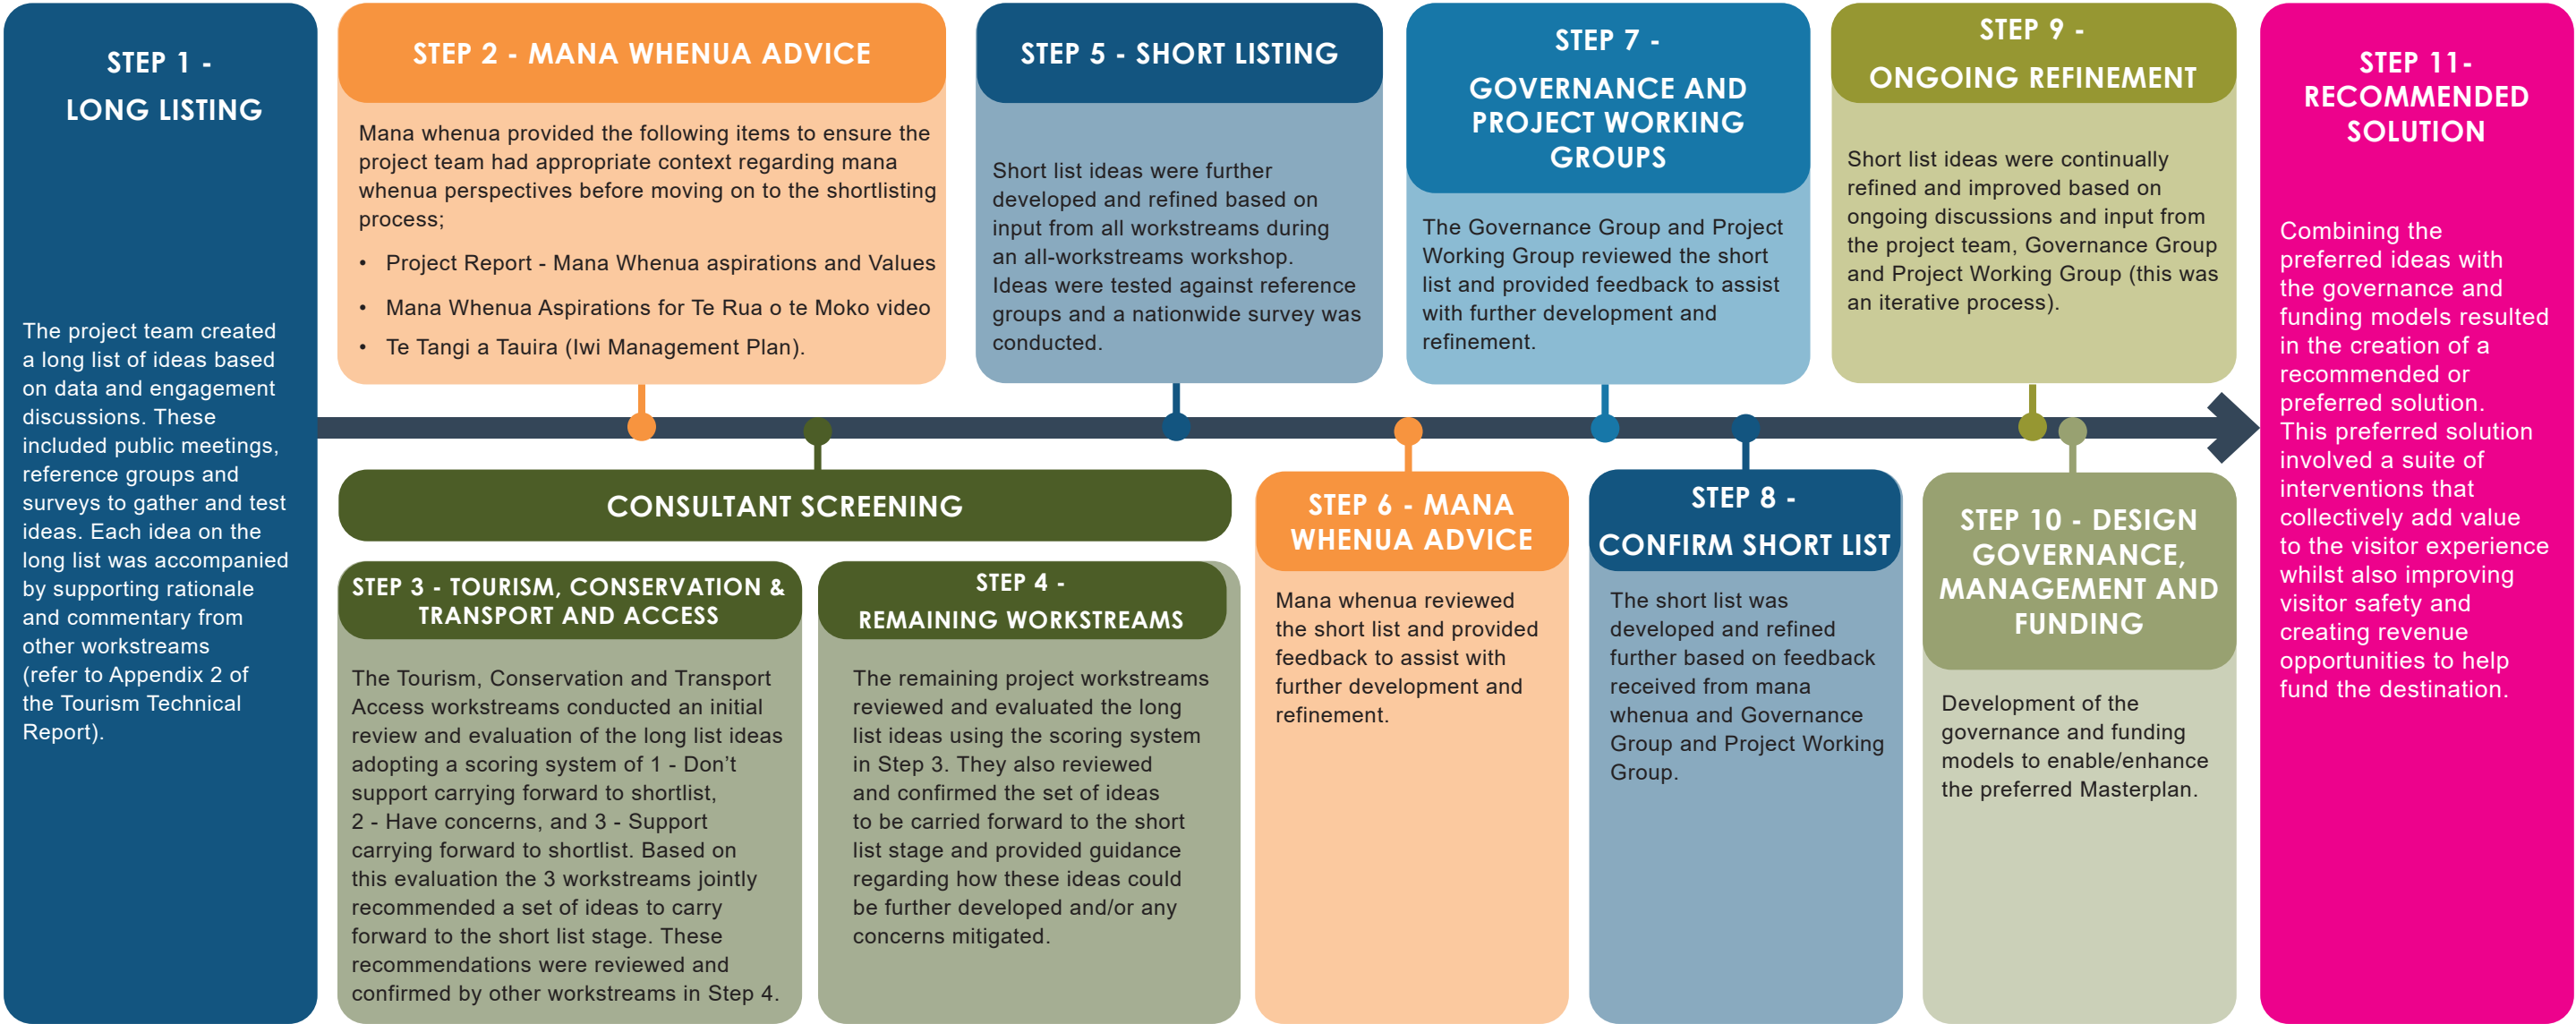 STEP 1 -
LONG LISTING
The project team created
a long list of ideas based
on data and engagement
discussions. These
included public meetings,
reference groups and
surveys to gather and test
ideas. Each idea on the
long list was accompanied
by supporting rationale
and commentary from
other workstreams
(refer to Appendix 2 of
the Tourism Technical
Report).
STEP 2 - MANA WHENUA ADVICE
Mana whenua provided the following items to ensure the
project team had appropriate context regarding mana
whenua perspectives before moving on to the shortlisting
process;
• Project Report - Mana Whenua aspirations and Values
• Mana Whenua Aspirations for Te Rua o te Moko video
• Te Tangi a Tauira (Iwi Management Plan).
CONSULTANT SCREENING
STEP 3 - TOURISM, CONSERVATION &
TRANSPORT AND ACCESS
The Tourism, Conservation and Transport
Access workstreams conducted an initial
review and evaluation of the long list ideas
adopting a scoring system of 1 - Don’t
support carrying forward to shortlist,
2 - Have concerns, and 3 - Support
carrying forward to shortlist. Based on
this evaluation the 3 workstreams jointly
recommended a set of ideas to carry
forward to the short list stage. These
recommendations were reviewed and
confirmed by other workstreams in Step 4.
STEP 4 -
REMAINING WORKSTREAMS
The remaining project workstreams
reviewed and evaluated the long
list ideas using the scoring system
in Step 3. They also reviewed
and confirmed the set of ideas
to be carried forward to the short
list stage and provided guidance
regarding how these ideas could
be further developed and/or any
concerns mitigated.
STEP 5 - SHORT LISTING
Short list ideas were further
developed and refined based on
input from all workstreams during
an all-workstreams workshop.
Ideas were tested against reference
groups and a nationwide survey was
conducted.
STEP 6 - MANA
WHENUA ADVICE
Mana whenua reviewed
the short list and provided
feedback to assist with
further development and
refinement.
STEP 7 -
GOVERNANCE AND
PROJECT WORKING
GROUPS
The Governance Group and Project
Working Group reviewed the short
list and provided feedback to assist
with further development and
refinement.
STEP 8 -
CONFIRM SHORT LIST
The short list was
developed and refined
further based on feedback
received from mana
whenua and Governance
Group and Project Working
Group.
STEP 9 -
ONGOING REFINEMENT
Short list ideas were continually
refined and improved based on
ongoing discussions and input from
the project team, Governance Group
and Project Working Group (this was
an iterative process).
STEP 10 - DESIGN
GOVERNANCE,
MANAGEMENT AND
FUNDING
Development of the
governance and funding
models to enable/enhance
the preferred Masterplan.
STEP 11-
RECOMMENDED
SOLUTION
Combining the
preferred ideas with
the governance and
funding models resulted
in the creation of a
recommended or
preferred solution.
This preferred solution
involved a suite of
interventions that
collectively add value
to the visitor experience
whilst also improving
visitor safety and
creating revenue
opportunities to help
fund the destination.